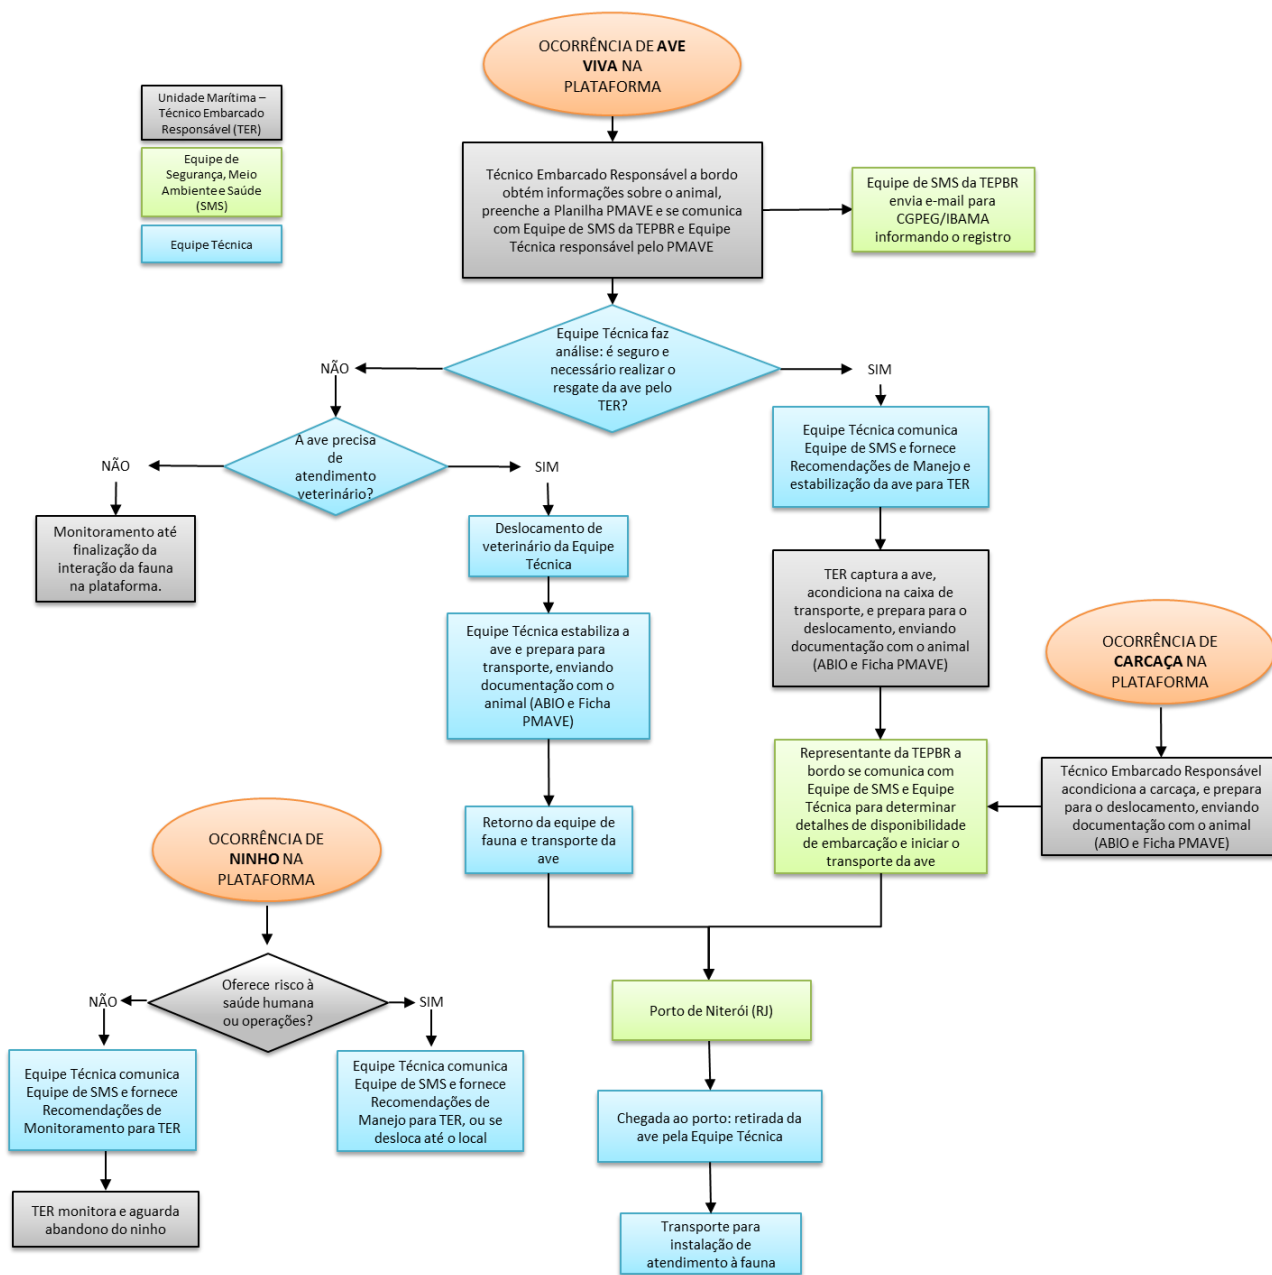 OCORRÊNCIA DE AVE
VIVA NA
PLATAFORMA
Unidade Marítima –
Técnico Embarcado
Responsável (TER)
Equipe de
Segurança, Meio
Ambiente e Saúde
(SMS)
Equipe Técnica
Técnico Embarcado Responsável a bordo
obtém informações sobre o animal,
preenche a Planilha PMAVE e se comunica
com Equipe de SMS da TEPBR e Equipe
Técnica responsável pelo PMAVE
Equipe de SMS da TEPBR
envia e-mail para
CGPEG/IBAMA
informando o registro
Equipe Técnica faz
análise: é seguro e
necessário realizar o
resgate da ave pelo
TER?
NÃO
SIM
A ave precisa
de
atendimento
veterinário?
NÃO
SIM
Equipe Técnica comunica
Equipe de SMS e fornece
Recomendações de Manejo e
estabilização da ave para TER
Monitoramento até
finalização da
interação da fauna
na plataforma.
Deslocamento de
veterinário da Equipe
Técnica
TER captura a ave,
acondiciona na caixa de
transporte, e prepara para o
deslocamento, enviando
documentação com o animal
(ABIO e Ficha PMAVE)
Equipe Técnica estabiliza a
ave e prepara para
transporte, enviando
documentação com o
animal (ABIO e Ficha
PMAVE)
OCORRÊNCIA DE
CARCAÇA NA
PLATAFORMA
Representante da TEPBR a
bordo se comunica com
Equipe de SMS e Equipe
Técnica para determinar
detalhes de disponibilidade
de embarcação e iniciar o
transporte da ave
Técnico Embarcado Responsável
acondiciona a carcaça, e prepara
para o deslocamento, enviando
documentação com o animal
(ABIO e Ficha PMAVE)
Retorno da equipe de
fauna e transporte da
ave
OCORRÊNCIA DE
NINHO NA
PLATAFORMA
Oferece risco à
saúde humana
ou operações?
NÃO
SIM
Porto de Niterói (RJ)
Equipe Técnica comunica
Equipe de SMS e fornece
Recomendações de
Monitoramento para TER
Equipe Técnica comunica
Equipe de SMS e fornece
Recomendações de
Manejo para TER, ou se
desloca até o local
Chegada ao porto: retirada da
ave pela Equipe Técnica
TER monitora e aguarda
abandono do ninho
Transporte para
instalação de
atendimento à fauna